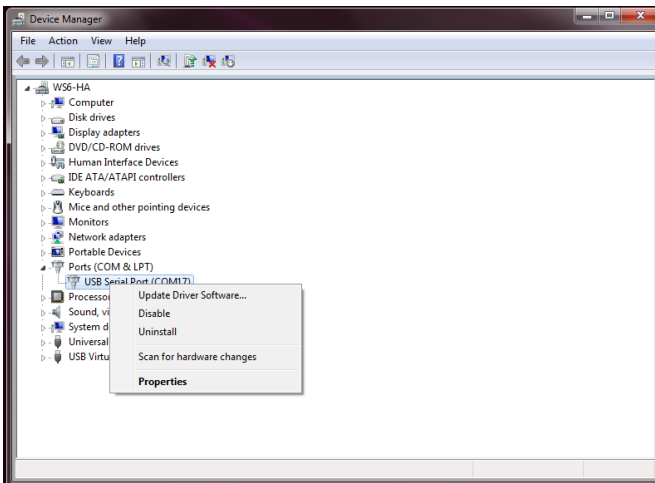 Device Manager
File Action View Help
WS6-HA
Computer
Disk drives
Display adapters
DVD/CD-ROM drives
Human Interface Devices
IDE ATA/ATAPI controllers
Keyboards
Mice and other pointing devices
Monitors
Network adapters
Portable Devices
Ports (COM & LPT)
USB Serial Port (COM17)
Processor
Update Driver Software...
Sound, vi
Disable
System d
Uninstall
Universal
USB Virtu
Scan for hardware changes
Properties